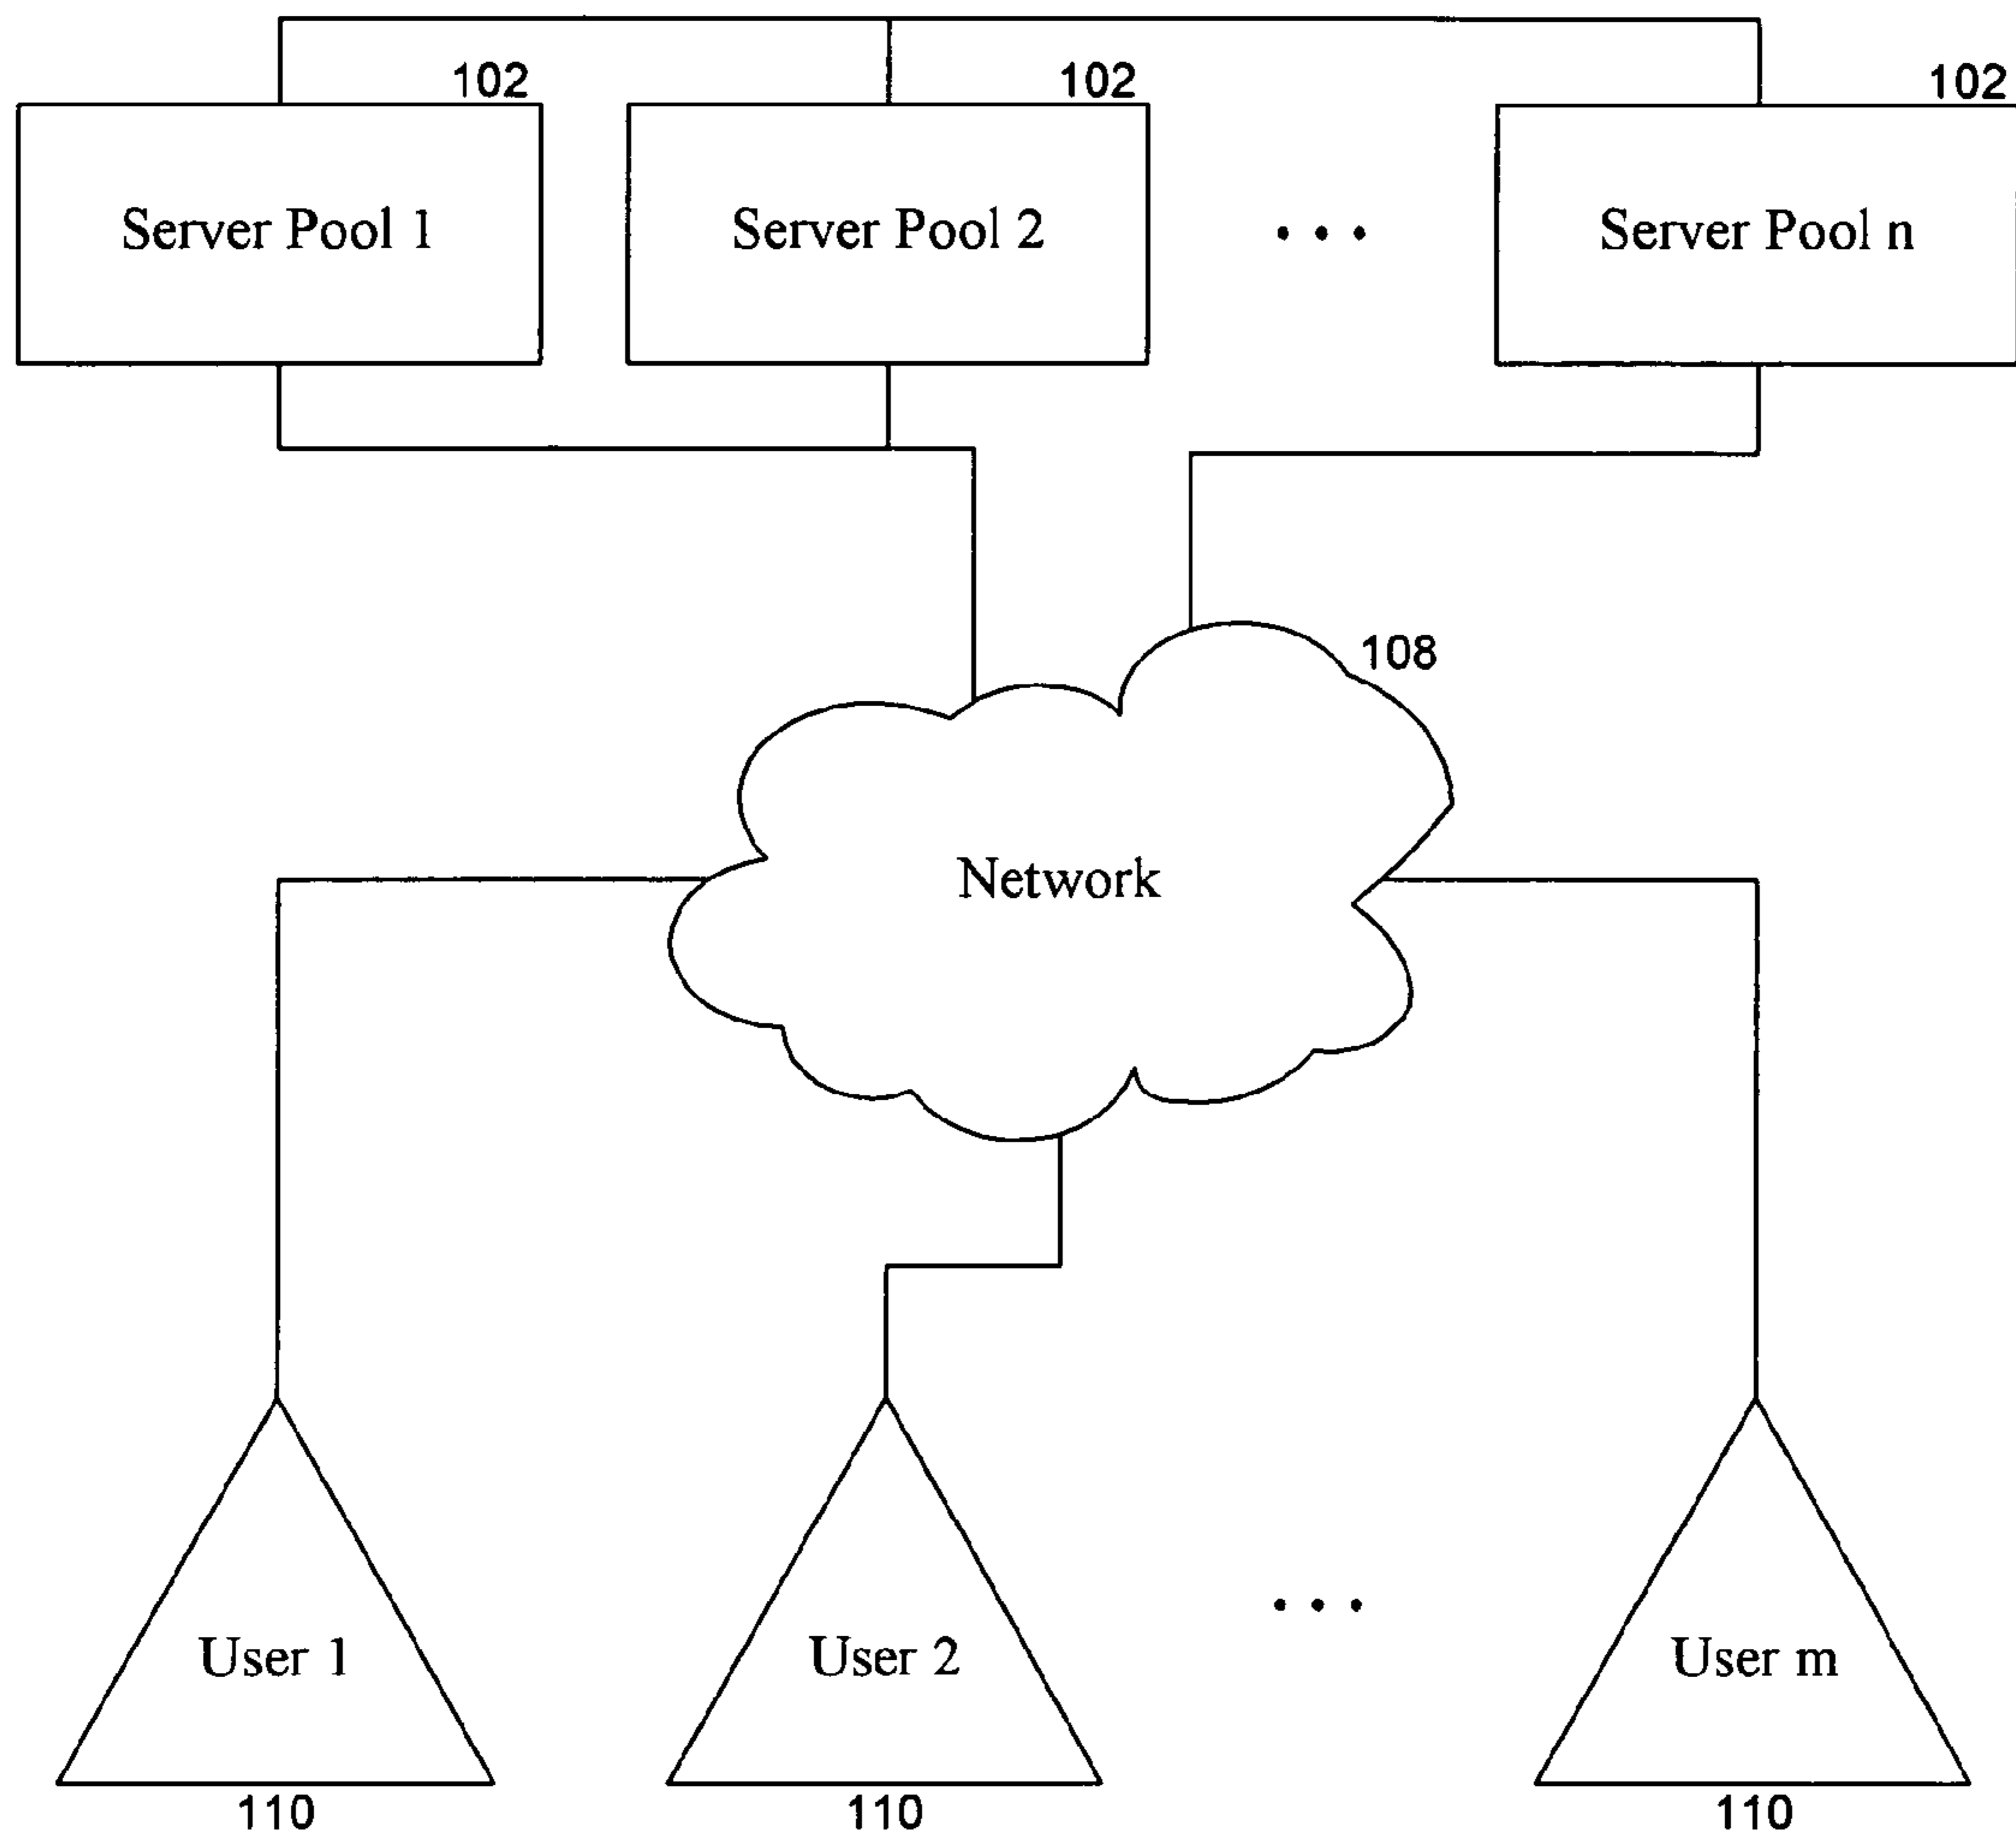 102
102
102
Server Pool 1
Server Pool 2
• • •
Server Pool n
108
Network
User 1
User 2
• • •
User m
110
110
110